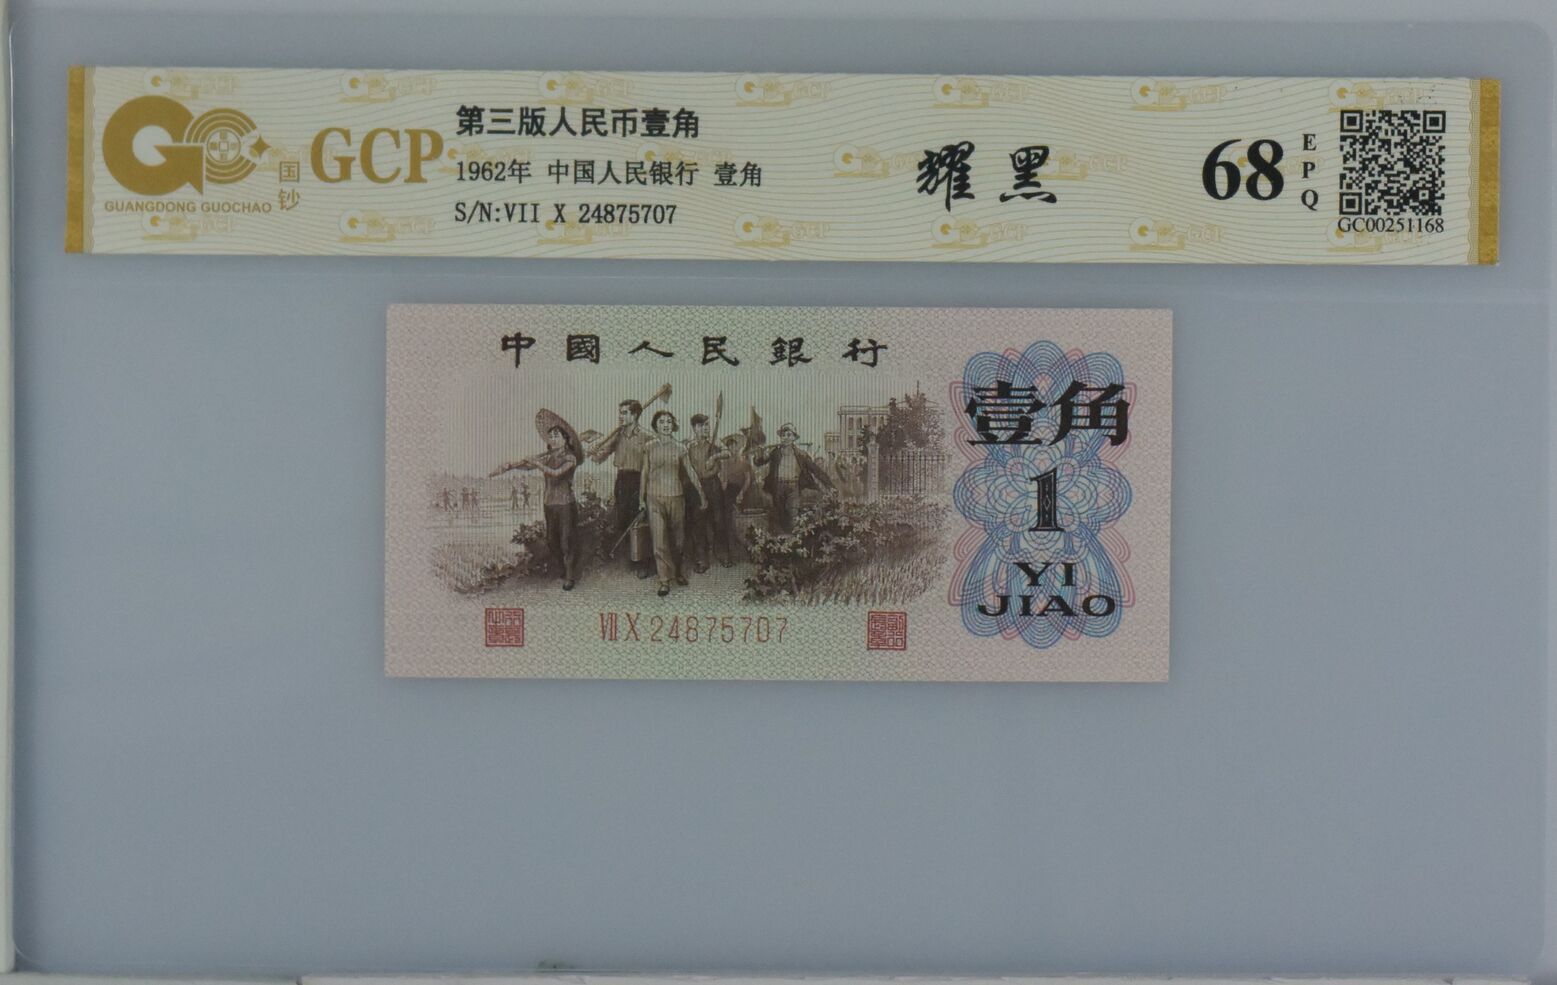 国钞
GCP
GUANGDONG GUOCHAO
第三版人民币壹角
1962年 中国人民银行 壹角
S/N:VII X 24875707
耀黑
68
EPQ
GC00251168
中國人民銀行
壹角
1
YI
JIAO
VII X 24875707